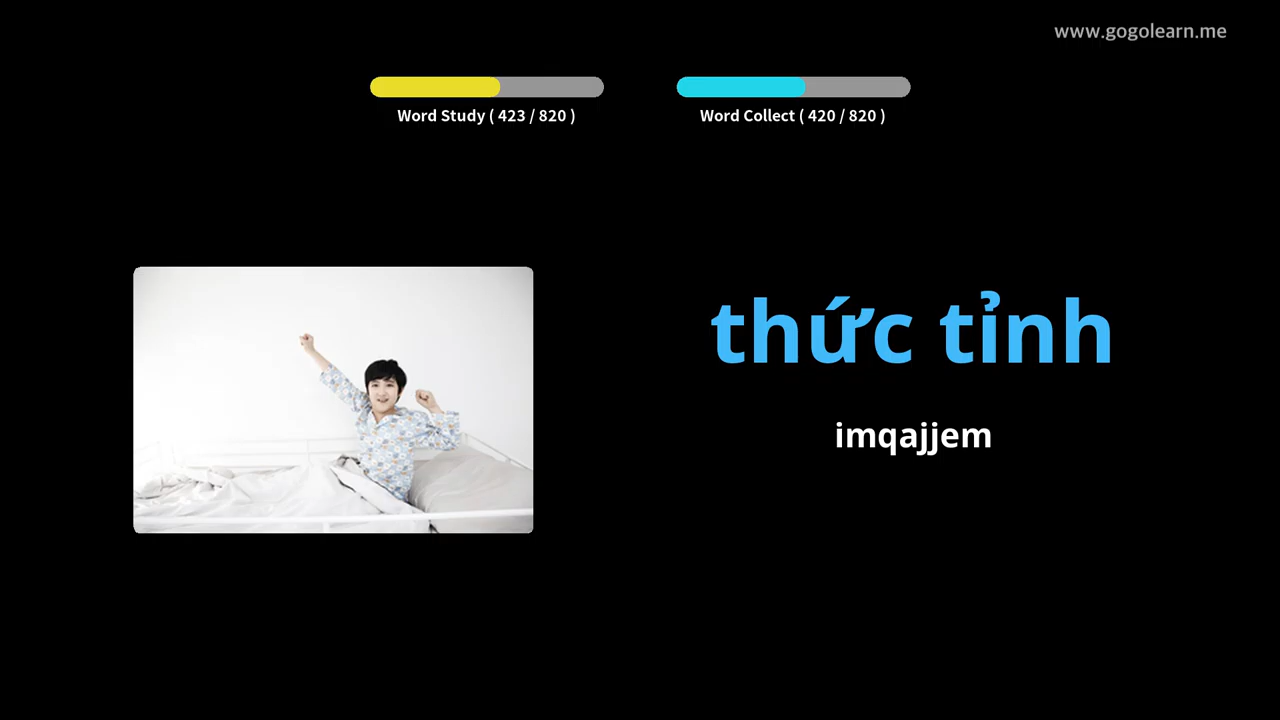 www.gogolearn.me
Word Study ( 423 / 820 )
Word Collect ( 420 / 820 )
thức tỉnh
imqajjem